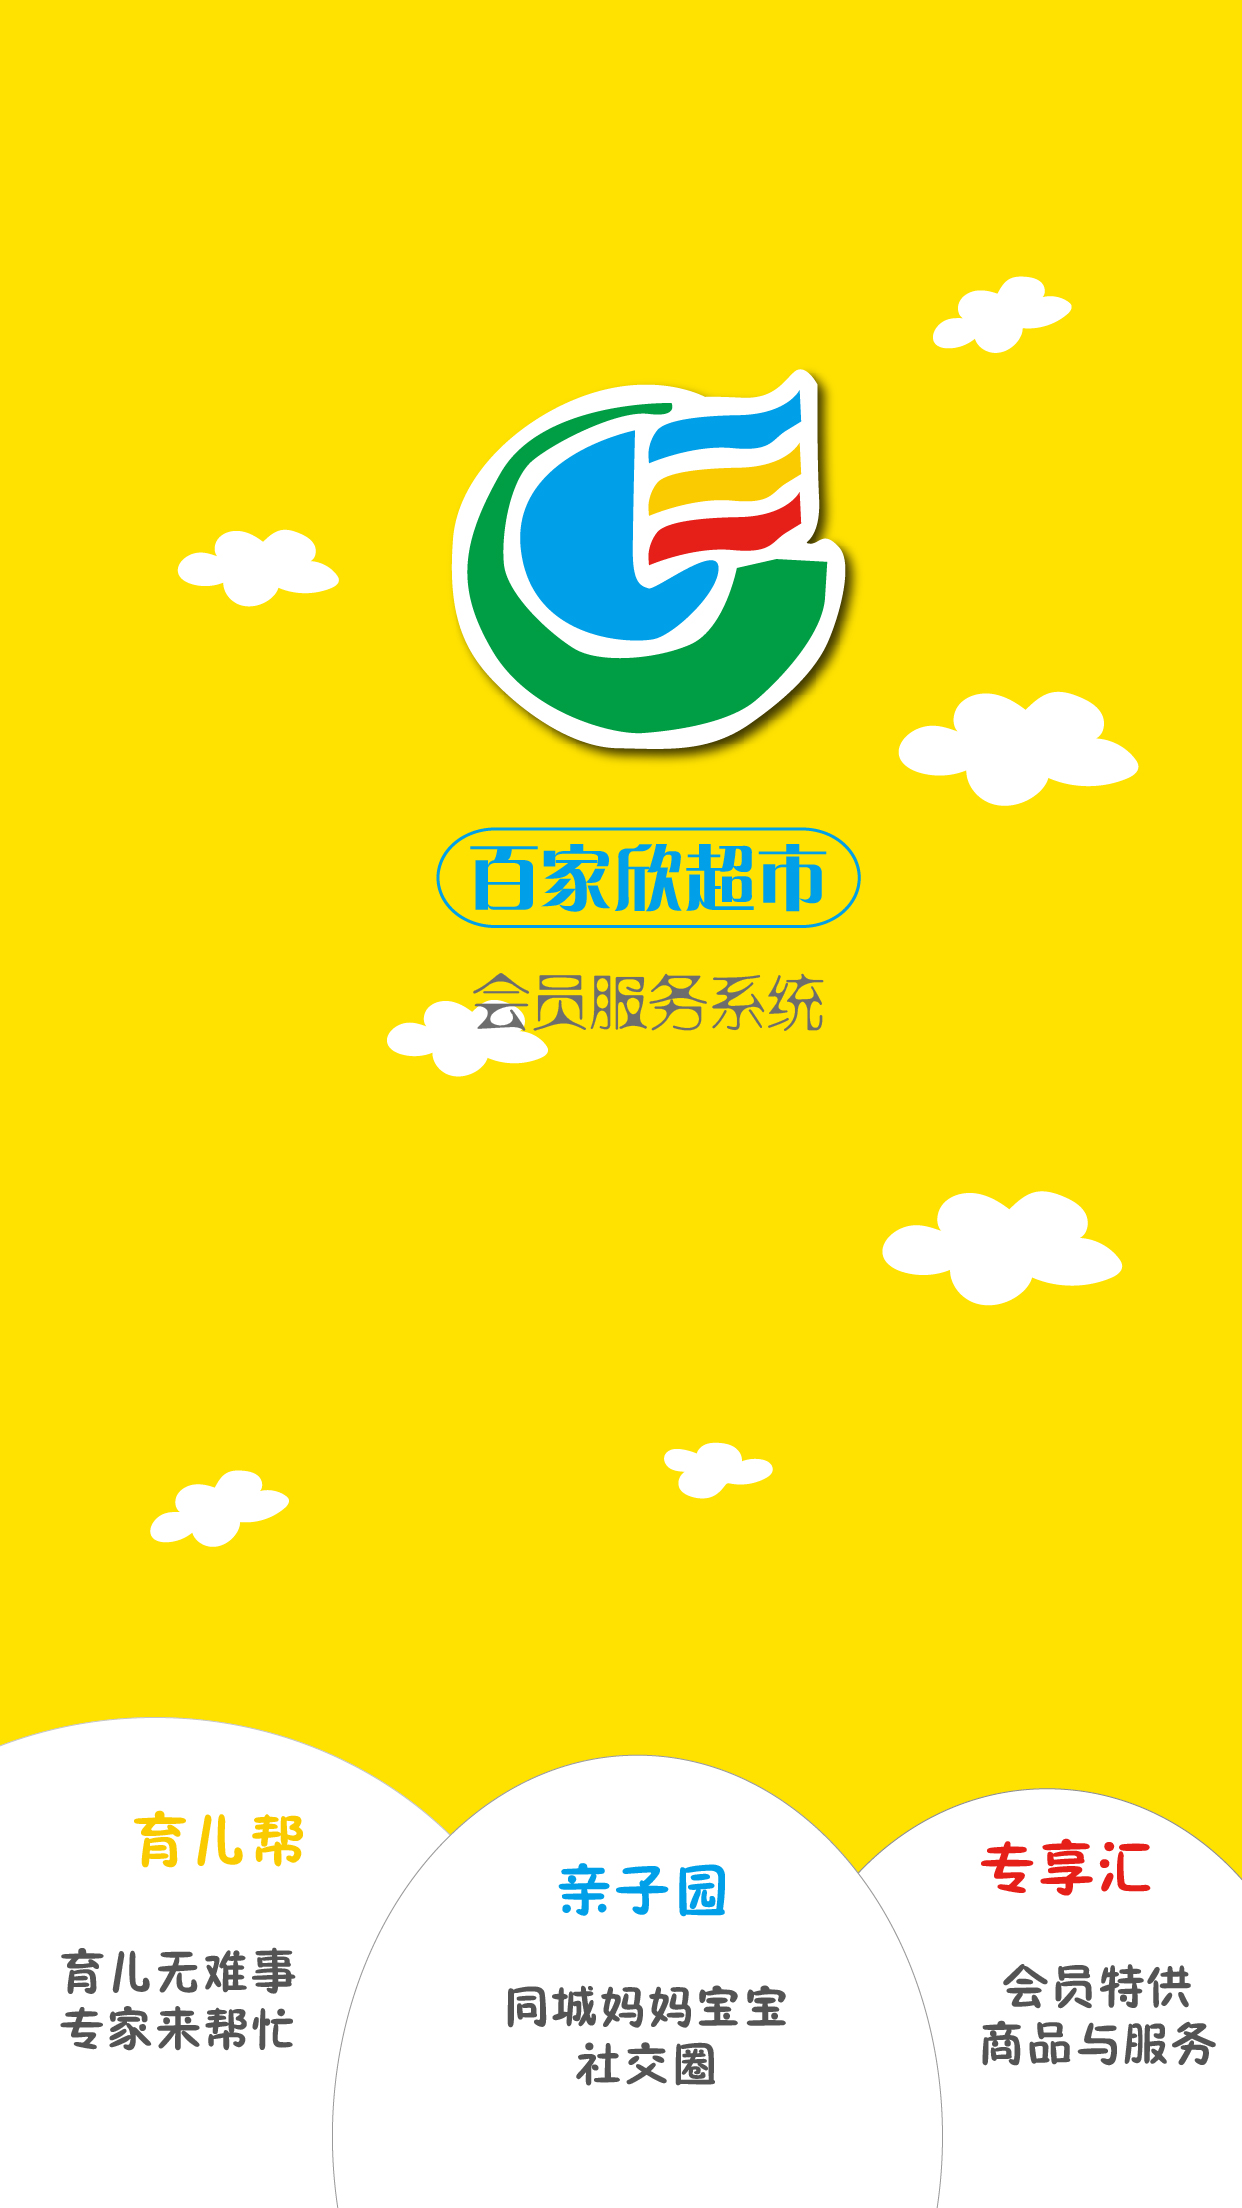 百家欣超市
会员服务系统
育儿帮
育儿无难事
专家来帮忙
亲子园
同城妈妈宝宝
社交圈
专享汇
会员特供
商品与服务